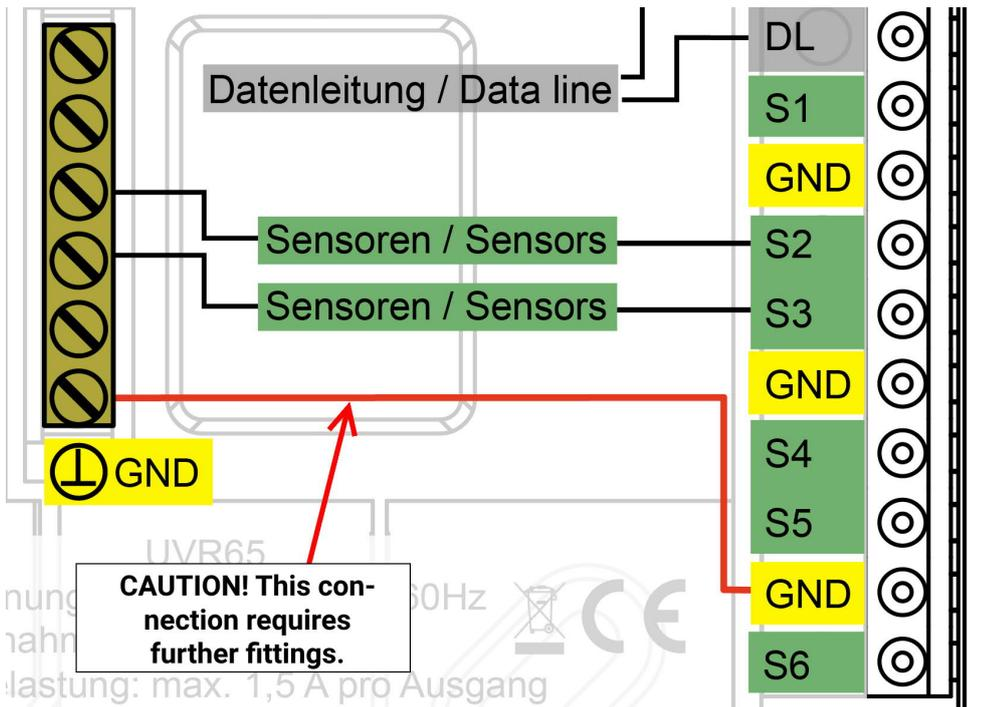 DL
Datenleitung / Data line
S1
GND
Sensoren / Sensors
S2
Sensoren / Sensors
S3
GND
S4
GND
S5
UVR65
CAUTION! This con-
nection requires
further fittings.
60Hz
GND
S6
lastung: max. 1,5 A pro Ausgang